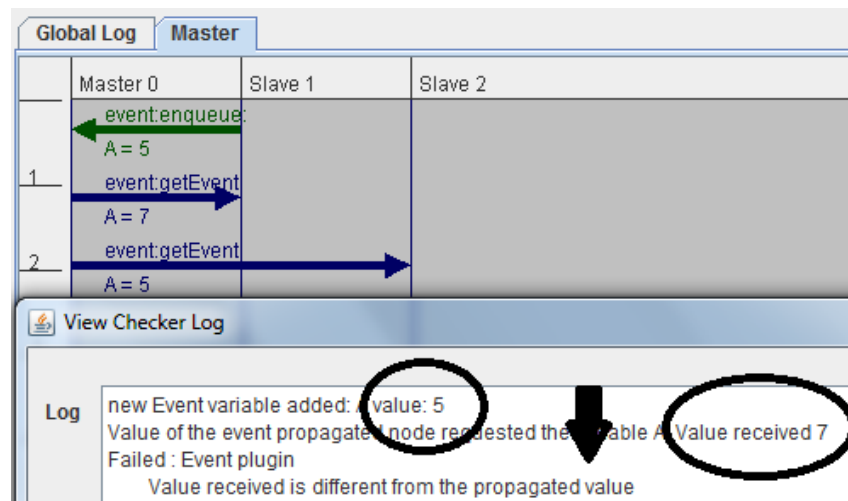 Global Log Master
Master 0 Slave 1 Slave 2
event:enqueue:
A = 5
1
event:getEvent
A = 7
event:getEvent
2
A = 5
View Checker Log
Log
new Event variable added: A value: 5
Value of the event propagated node requested the variable A Value received 7
Failed : Event plugin
Value received is different from the propagated value